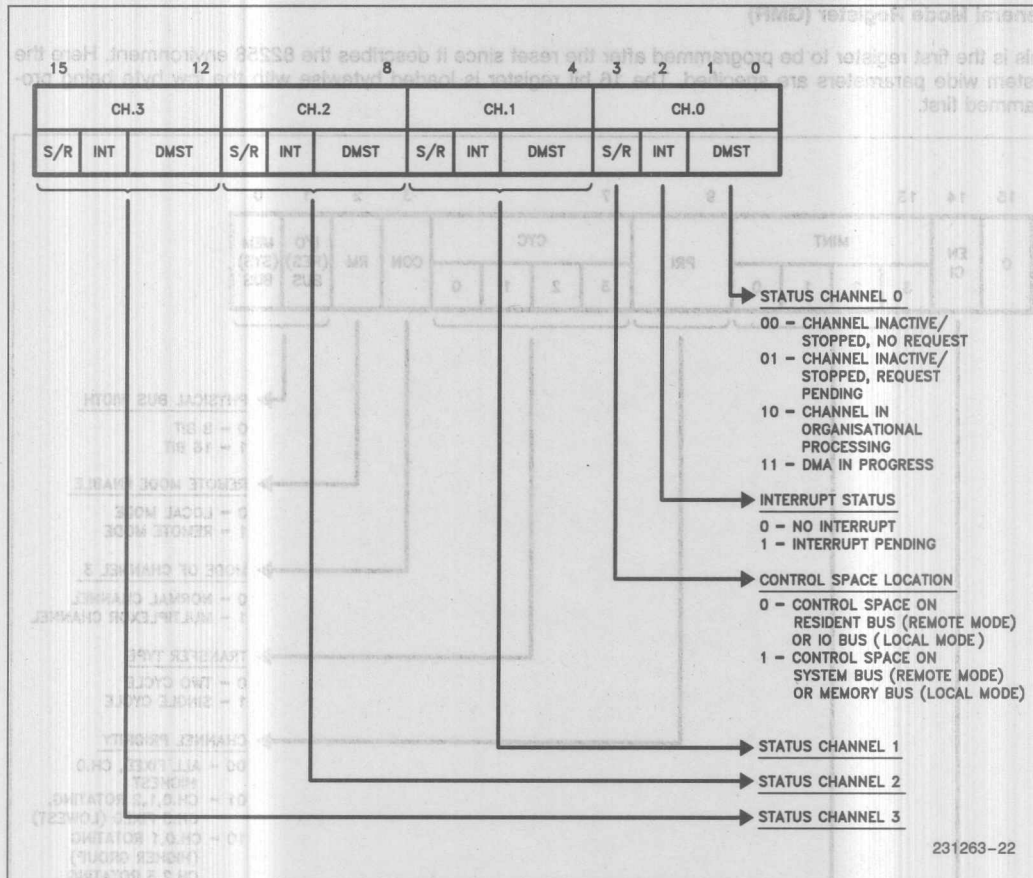 15 12 8 4 3 2 1 0
CH.3 CH.2 CH.1 CH.0
S/R INT DMST S/R INT DMST S/R INT DMST S/R INT DMST
STATUS CHANNEL 0
00 – CHANNEL INACTIVE/
STOPPED, NO REQUEST
01 – CHANNEL INACTIVE/
STOPPED, REQUEST
PENDING
10 – CHANNEL IN
ORGANISATIONAL
PROCESSING
11 – DMA IN PROGRESS
INTERRUPT STATUS
0 – NO INTERRUPT
1 – INTERRUPT PENDING
CONTROL SPACE LOCATION
0 – CONTROL SPACE ON
RESIDENT BUS (REMOTE MODE)
OR IO BUS (LOCAL MODE)
1 – CONTROL SPACE ON
SYSTEM BUS (REMOTE MODE)
OR MEMORY BUS (LOCAL MODE)
STATUS CHANNEL 1
STATUS CHANNEL 2
STATUS CHANNEL 3
231263–22